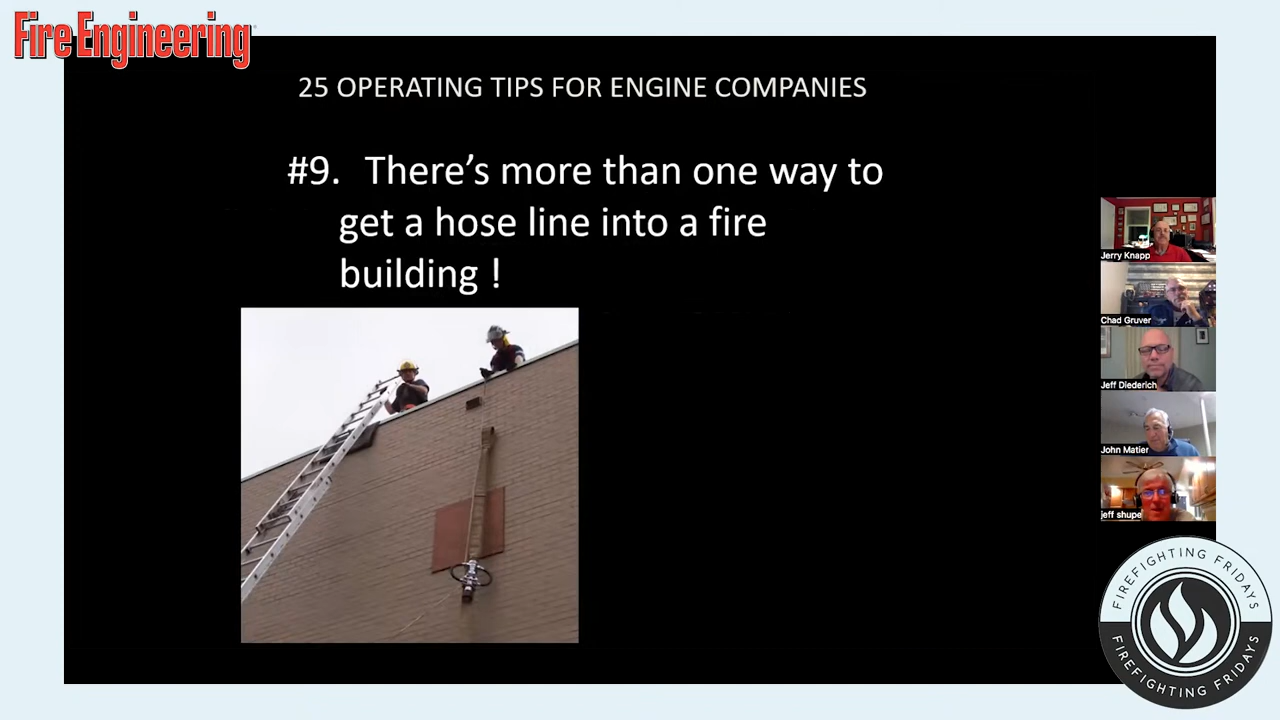 Fire Engineering
25 OPERATING TIPS FOR ENGINE COMPANIES
#9. There's more than one way to
get a hose line into a fire
building !
Jerry Knapp
Chad Gruver
Jeff Diederich
John Matier
jeff shupe
FIREFIGHTING FRIDAYS
FIREFIGHTING FRIDAYS